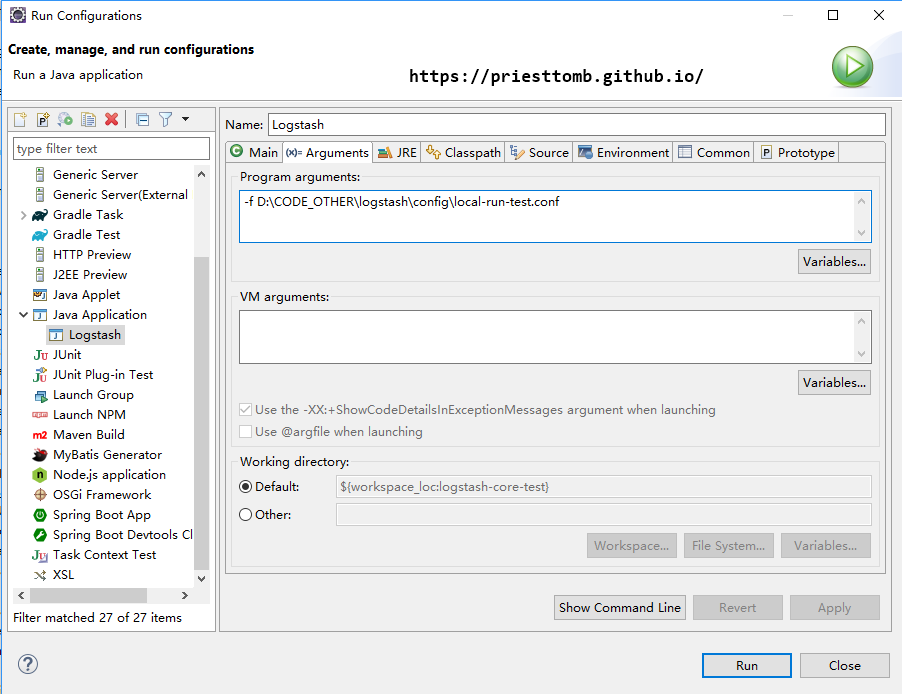 Run Configurations
Create, manage, and run configurations
Run a Java application
https://priesttomb.github.io/
type filter text
Generic Server
Generic Server(External
Gradle Task
Gradle Test
HTTP Preview
J2EE Preview
Java Applet
Java Application
Logstash
JUnit
JUnit Plug-in Test
Launch Group
Launch NPM
Maven Build
MyBatis Generator
Node.js application
OSGi Framework
Spring Boot App
Spring Boot Devtools Cl
Task Context Test
XSL
Filter matched 27 of 27 items
Name: Logstash
Main (x)= Arguments JRE Classpath Source Environment Common P Prototype
Program arguments:
-f D:\CODE_OTHER\logstash\config\local-run-test.conf
Variables...
VM arguments:
Variables...
Use the -XX:+ShowCodeDetailsInExceptionMessages argument when launching
Use @argfile when launching
Working directory:
Default: ${workspace_loc:logstash-core-test}
Other:
Workspace... File System... Variables...
Show Command Line Revert Apply
Run Close